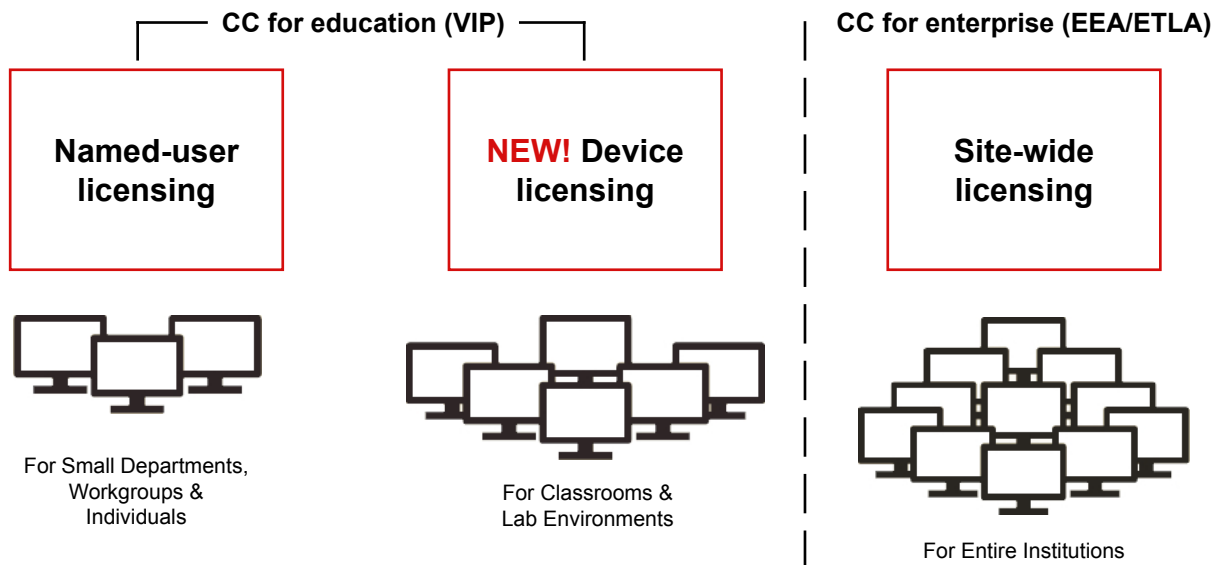 CC for education (VIP)
CC for enterprise (EEA/ETLA)
Named-user
licensing
NEW! Device
licensing
Site-wide
licensing
For Small Departments,
Workgroups &
Individuals
For Classrooms &
Lab Environments
For Entire Institutions